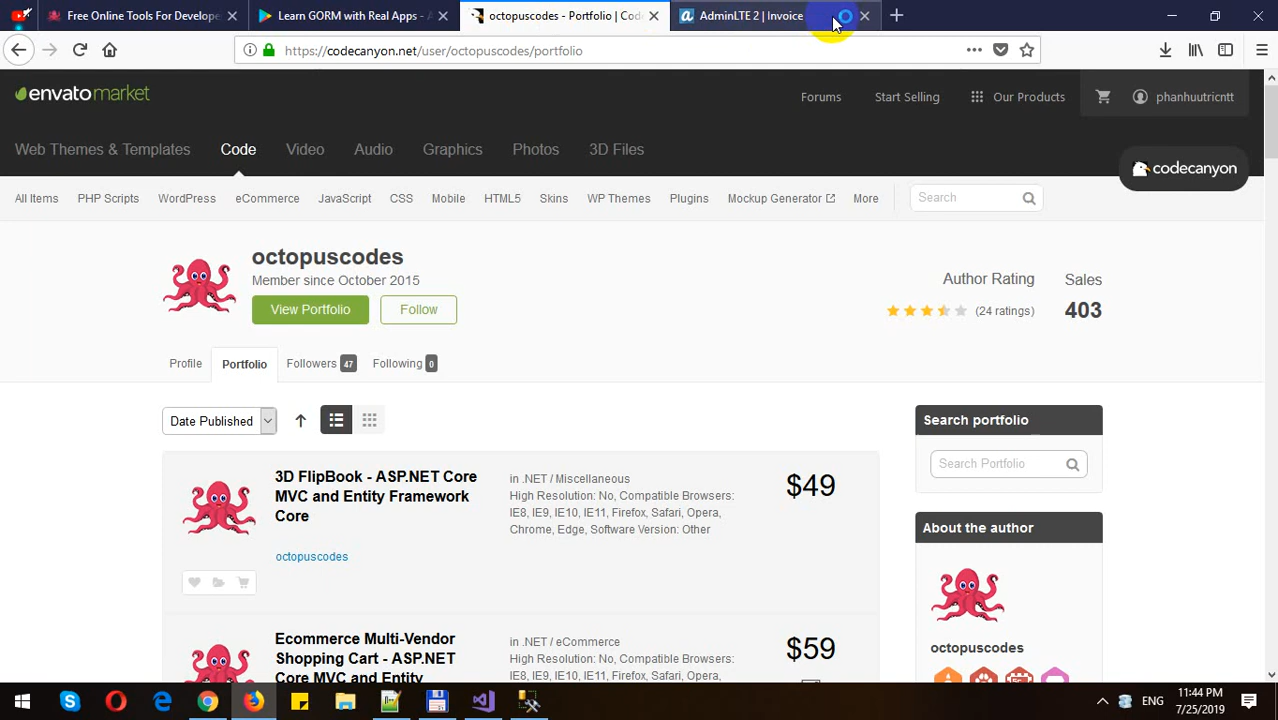 Free Online Tools For Develope
Learn GORM with Real Apps - A
octopuscodes - Portfolio | Cod
AdminLTE 2 | Invoice
https://codecanyon.net/user/octopuscodes/portfolio
envato market
Forums
Start Selling
Our Products
phanhuutricntt
Web Themes & Templates
Code
Video
Audio
Graphics
Photos
3D Files
codecanyon
All Items
PHP Scripts
WordPress
eCommerce
JavaScript
CSS
Mobile
HTML5
Skins
WP Themes
Plugins
Mockup Generator
More
Search
octopuscodes
Member since October 2015
View Portfolio
Follow
Author Rating
(24 ratings)
Sales
403
Profile
Portfolio
Followers 47
Following 0
Date Published
3D FlipBook - ASP.NET Core
MVC and Entity Framework
Core
octopuscodes
in .NET / Miscellaneous
High Resolution: No, Compatible Browsers:
IE8, IE9, IE10, IE11, Firefox, Safari, Opera,
Chrome, Edge, Software Version: Other
$49
Ecommerce Multi-Vendor
Shopping Cart - ASP.NET
Core MVC and Entity
in .NET / eCommerce
High Resolution: No, Compatible Browsers:
IE8, IE9, IE10, IE11, Firefox, Safari, Opera,
$59
Search portfolio
Search Portfolio
About the author
octopuscodes
ENG
11:44 PM
7/25/2019